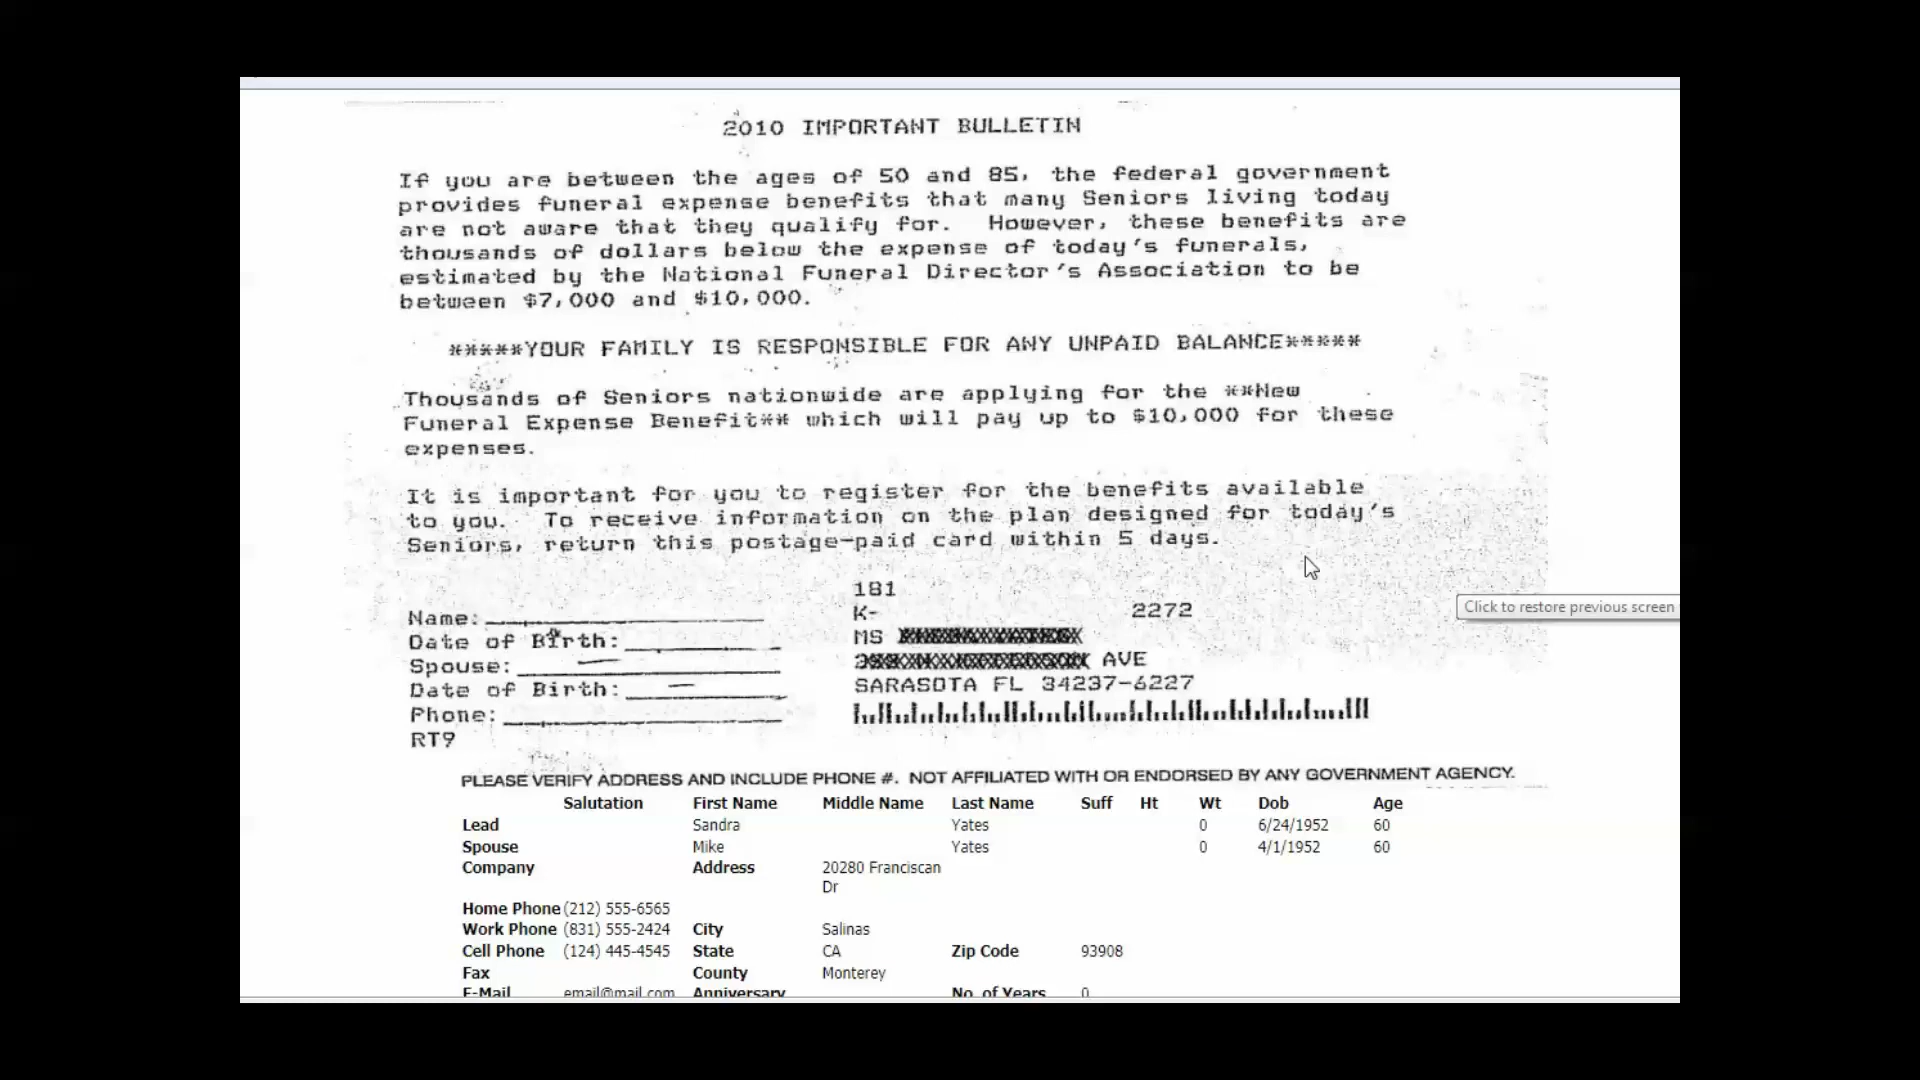 2010 IMPORTANT BULLETIN
If you are between the ages of 50 and 85, the federal government
provides funeral expense benefits that many Seniors living today
are not aware that they qualify for. However, these benefits are
thousands of dollars below the expense of today's funerals,
estimated by the National Funeral Director's Association to be
between $7,000 and $10,000.
*****YOUR FAMILY IS RESPONSIBLE FOR ANY UNPAID BALANCE*****
Thousands of Seniors nationwide are applying for the **New
Funeral Expense Benefit** which will pay up to $10,000 for these
expenses.
It is important for you to register for the benefits available
to you. To receive information on the plan designed for today's
Seniors, return this postage-paid card within 5 days.
181
K- 2272
Click to restore previous screen
Name:
Date of Birth:
Spouse:
Date of Birth:
Phone:
RT9
MS
AVE
SARASOTA FL 34237-6227
PLEASE VERIFY ADDRESS AND INCLUDE PHONE #. NOT AFFILIATED WITH OR ENDORSED BY ANY GOVERNMENT AGENCY.
Salutation First Name Middle Name Last Name Suff Ht Wt Dob Age
Lead Sandra Yates 0 6/24/1952 60
Spouse Mike Yates 0 4/1/1952 60
Company Address 20280 Franciscan
Dr
Home Phone (212) 555-6565
Work Phone (831) 555-2424 City Salinas
Cell Phone (124) 445-4545 State CA Zip Code 93908
Fax County Monterey
E-Mail email@mail.com Anniversary No. of Years 0